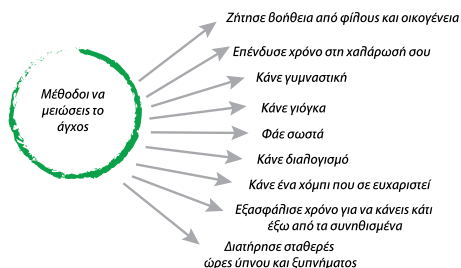 Μέθοδοι να
μειώσεις το
άγχος
Ζήτησε βοήθεια από φίλους και οικογένεια
Επένδυσε χρόνο στη χαλάρωσή σου
Κάνε γυμναστική
Κάνε γιόγκα
Φάε σωστά
Κάνε διαλογισμό
Κάνε ένα χόμπι που σε ευχαριστεί
Εξασφάλισε χρόνο για να κάνεις κάτι
έξω από τα συνηθισμένα
Διατήρησε σταθερές
ώρες ύπνου και ξυπνήματος